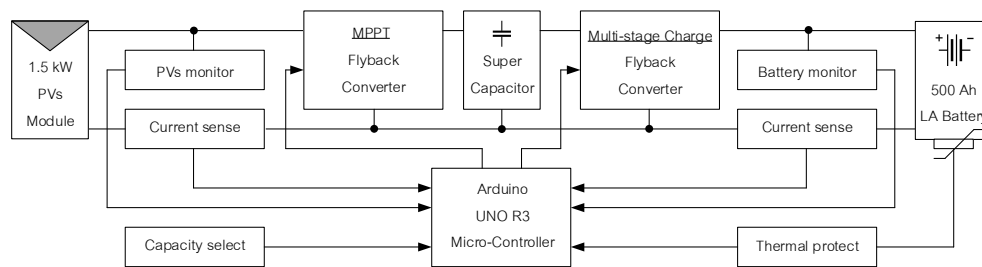 1.5 kW
PVs
Module
PVs monitor
Current sense
MPPT
Flyback
Converter
Super
Capacitor
Multi-stage Charge
Flyback
Converter
Battery monitor
Current sense
+ -
500 Ah
LA Battery
Arduino
UNO R3
Micro-Controller
Capacity select
Thermal protect